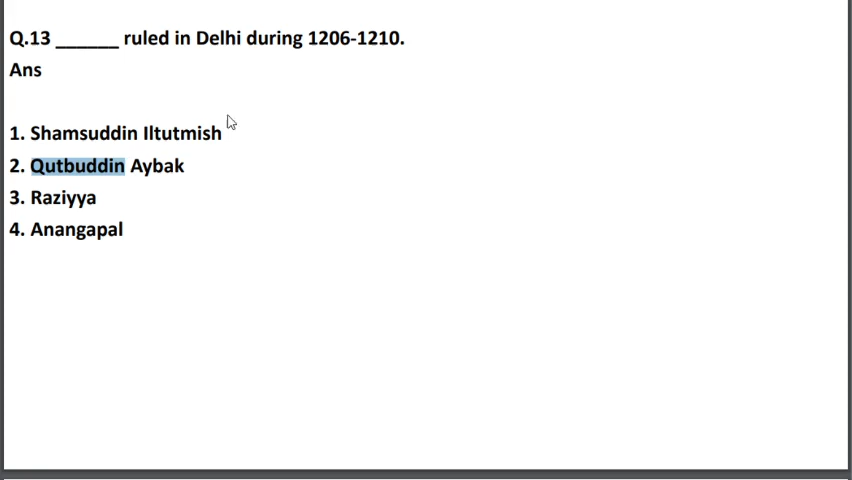 Q.13 ______ ruled in Delhi during 1206-1210.
Ans
1. Shamsuddin Iltutmish
2. Qutbuddin Aybak
3. Raziyya
4. Anangapal